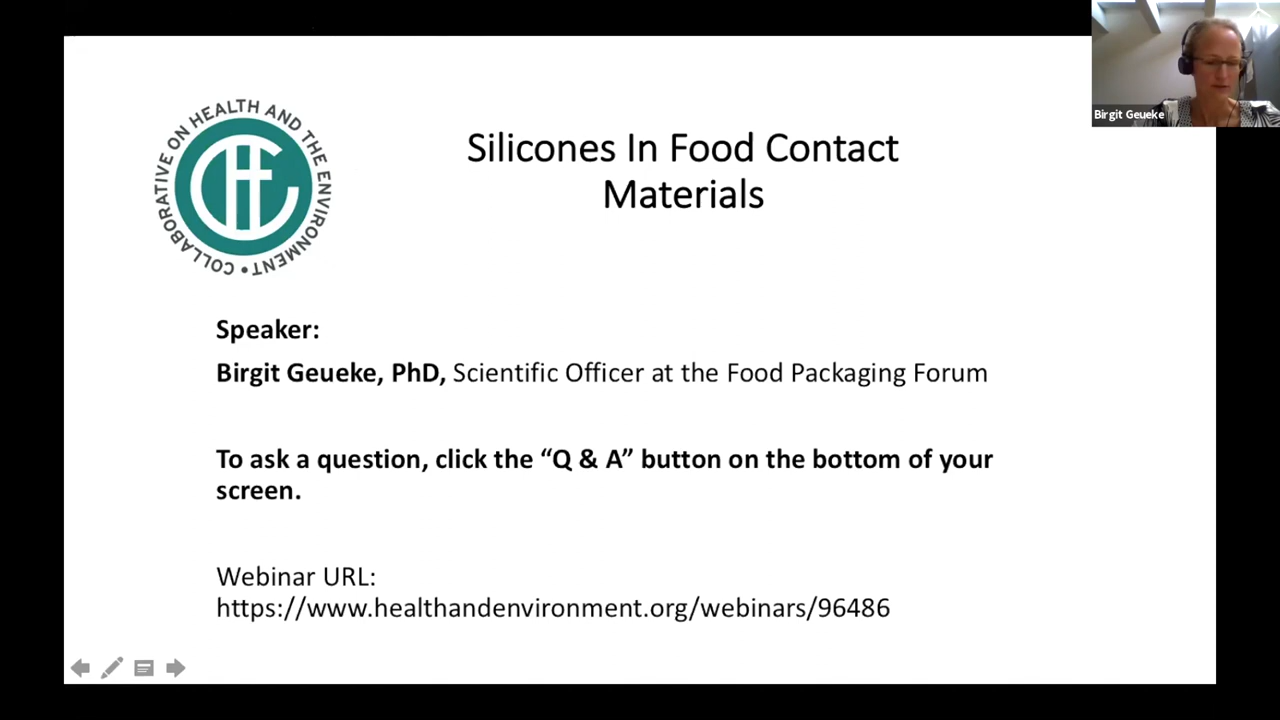 COLLABORATIVE ON HEALTH AND THE ENVIRONMENT •
CHE
Silicones In Food Contact
Materials
Birgit Geueke
Speaker:
Birgit Geueke, PhD, Scientific Officer at the Food Packaging Forum
To ask a question, click the “Q & A” button on the bottom of your
screen.
Webinar URL:
https://www.healthandenvironment.org/webinars/96486